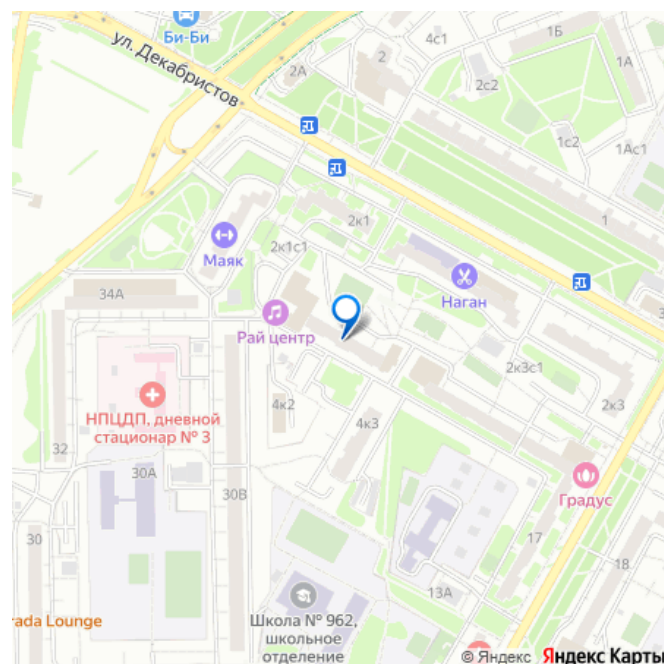 Би-Би
4с1
1Б
ул. Декабристов
2
1А
2А
2с2
1с2
1Ас1
2к1
1
Маяк
2к1с1
Наган
34А
Рай центр
2к3с1
НПЦДП, дневной
стационар № 3
4к2
4к3
2к3
32
30А
30В
Градус
17
30
18
13А
rada Lounge
Школа № 962,
школьное
отделение
© Яндекс Яндекс Карты